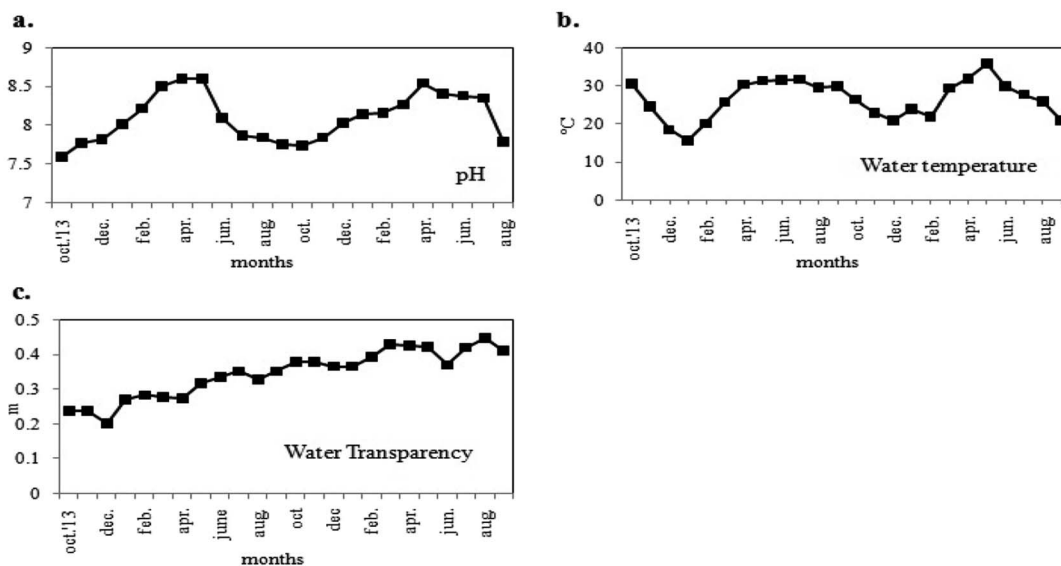 a.
9
8.5
8
7.5
7
pH
oct.'13
dec.
feb.
apr.
jun.
aug.
oct.
dec.
feb.
apr.
jun.
aug
months
b.
40
30
20
10
0
°C
Water temperature
oct.'13
dec.
feb.
apr.
jun.
aug.
oct.
dec.
feb.
apr.
jun.
aug.
months
c.
0.5
0.4
0.3
0.2
0.1
0
m
Water Transparency
oct.'13
dec.
feb.
apr.
june
aug
oct
dec
feb.
apr.
jun.
aug
months